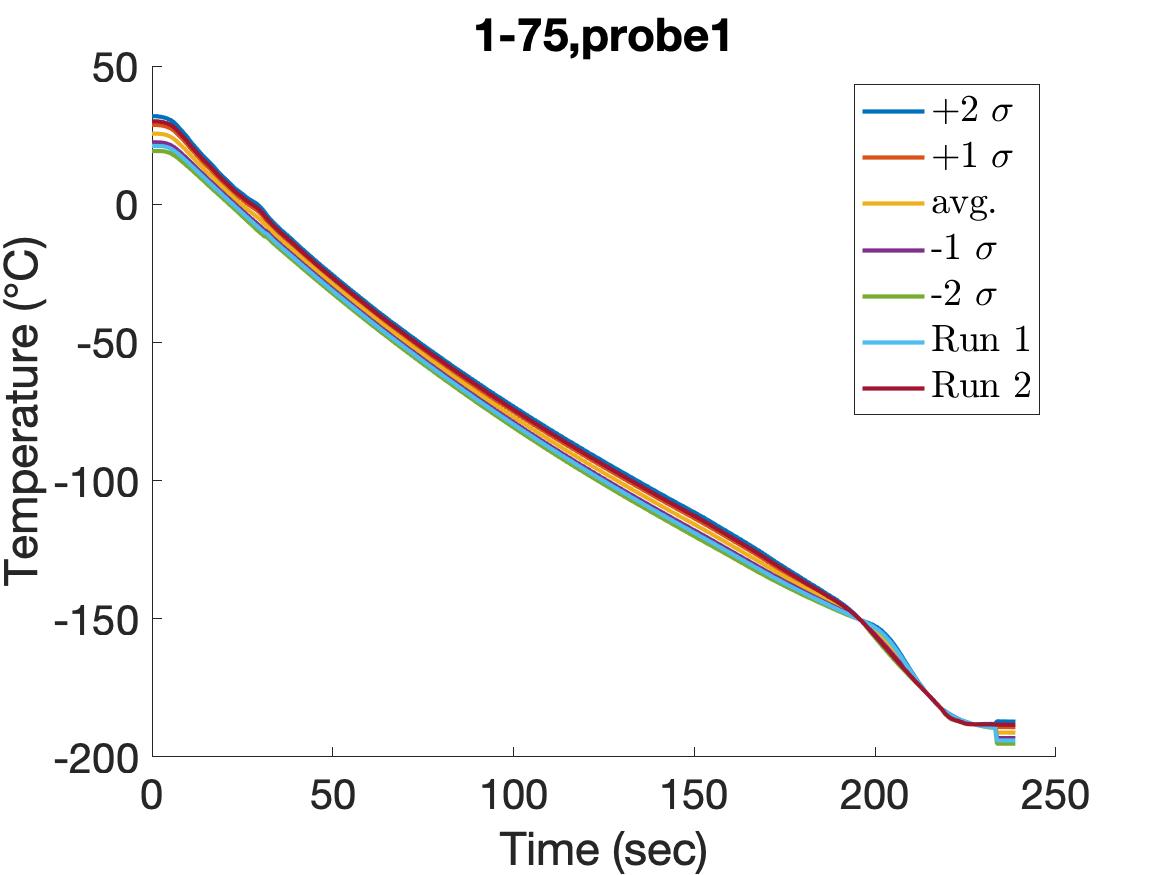 1-75,probe1
50
0
-50
-100
-150
-200
Temperature (°C)
+2 σ
+1 σ
avg.
-1 σ
-2 σ
Run 1
Run 2
0 50 100 150 200 250
Time (sec)